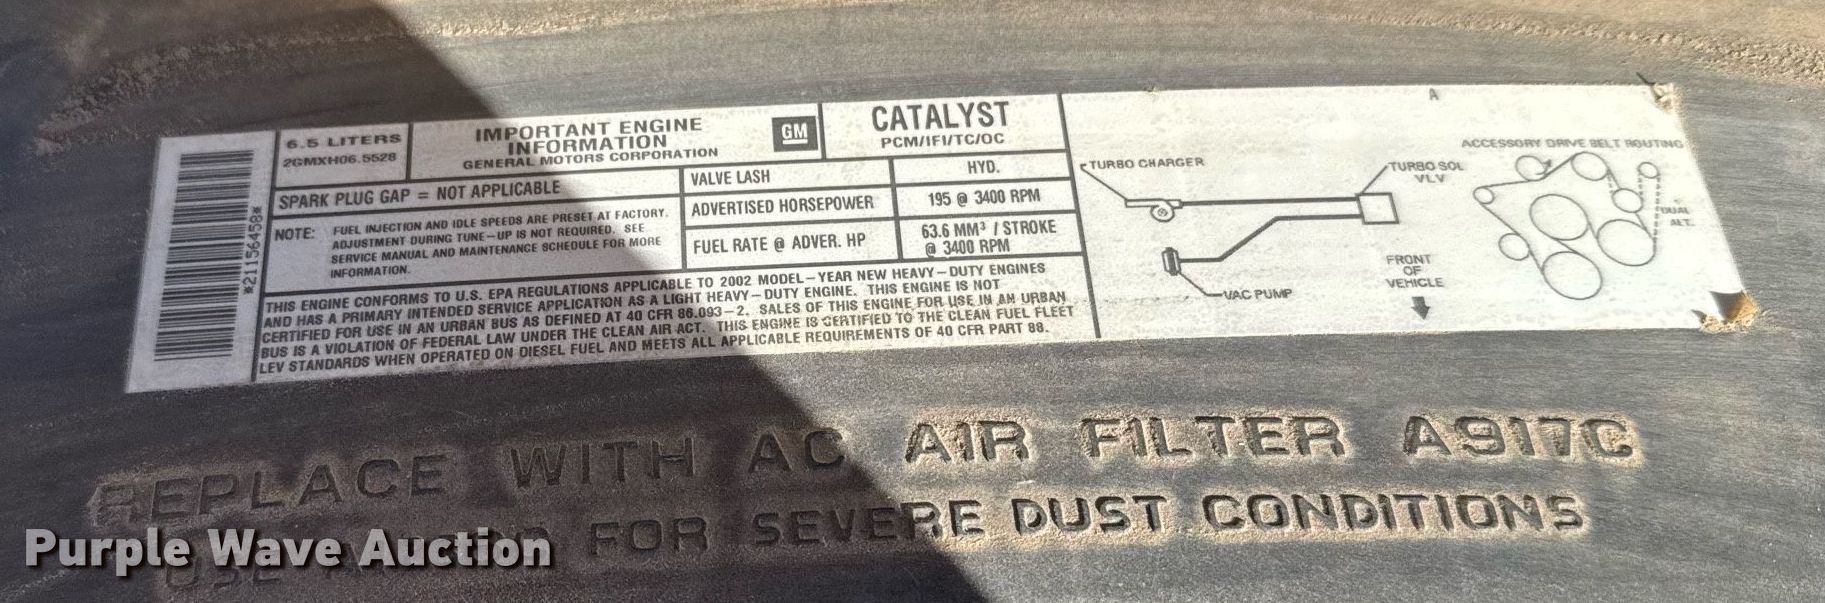 *21156458*
6.5 LITERS
2GMXH06.5528
IMPORTANT ENGINE
INFORMATION
GENERAL MOTORS CORPORATION
GM
CATALYST
PCM/IFI/TC/OC
SPARK PLUG GAP = NOT APPLICABLE
NOTE: FUEL INJECTION AND IDLE SPEEDS ARE PRESET AT FACTORY.
ADJUSTMENT DURING TUNE-UP IS NOT REQUIRED. SEE
SERVICE MANUAL AND MAINTENANCE SCHEDULE FOR MORE
INFORMATION.
VALVE LASH HYD.
ADVERTISED HORSEPOWER 195 @ 3400 RPM
FUEL RATE @ ADVER. HP 63.6 MM³ / STROKE
@ 3400 RPM
THIS ENGINE CONFORMS TO U.S. EPA REGULATIONS APPLICABLE TO 2002 MODEL-YEAR NEW HEAVY-DUTY ENGINES
AND HAS A PRIMARY INTENDED SERVICE APPLICATION AS A LIGHT HEAVY-DUTY ENGINE. THIS ENGINE IS NOT
CERTIFIED FOR USE IN AN URBAN BUS AS DEFINED AT 40 CFR 86.093-2. SALES OF THIS ENGINE FOR USE IN AN URBAN
BUS IS A VIOLATION OF FEDERAL LAW UNDER THE CLEAN AIR ACT. THIS ENGINE IS CERTIFIED TO THE CLEAN FUEL FLEET
LEV STANDARDS WHEN OPERATED ON DIESEL FUEL AND MEETS ALL APPLICABLE REQUIREMENTS OF 40 CFR PART 88.
TURBO CHARGER
TURBO SOL
VLV
VAC PUMP
FRONT
OF
VEHICLE
A
ACCESSORY DRIVE BELT ROUTING
DUAL
ALT.
REPLACE WITH AC AIR FILTER A917C
USE FOR SEVERE DUST CONDITIONS
Purple Wave Auction